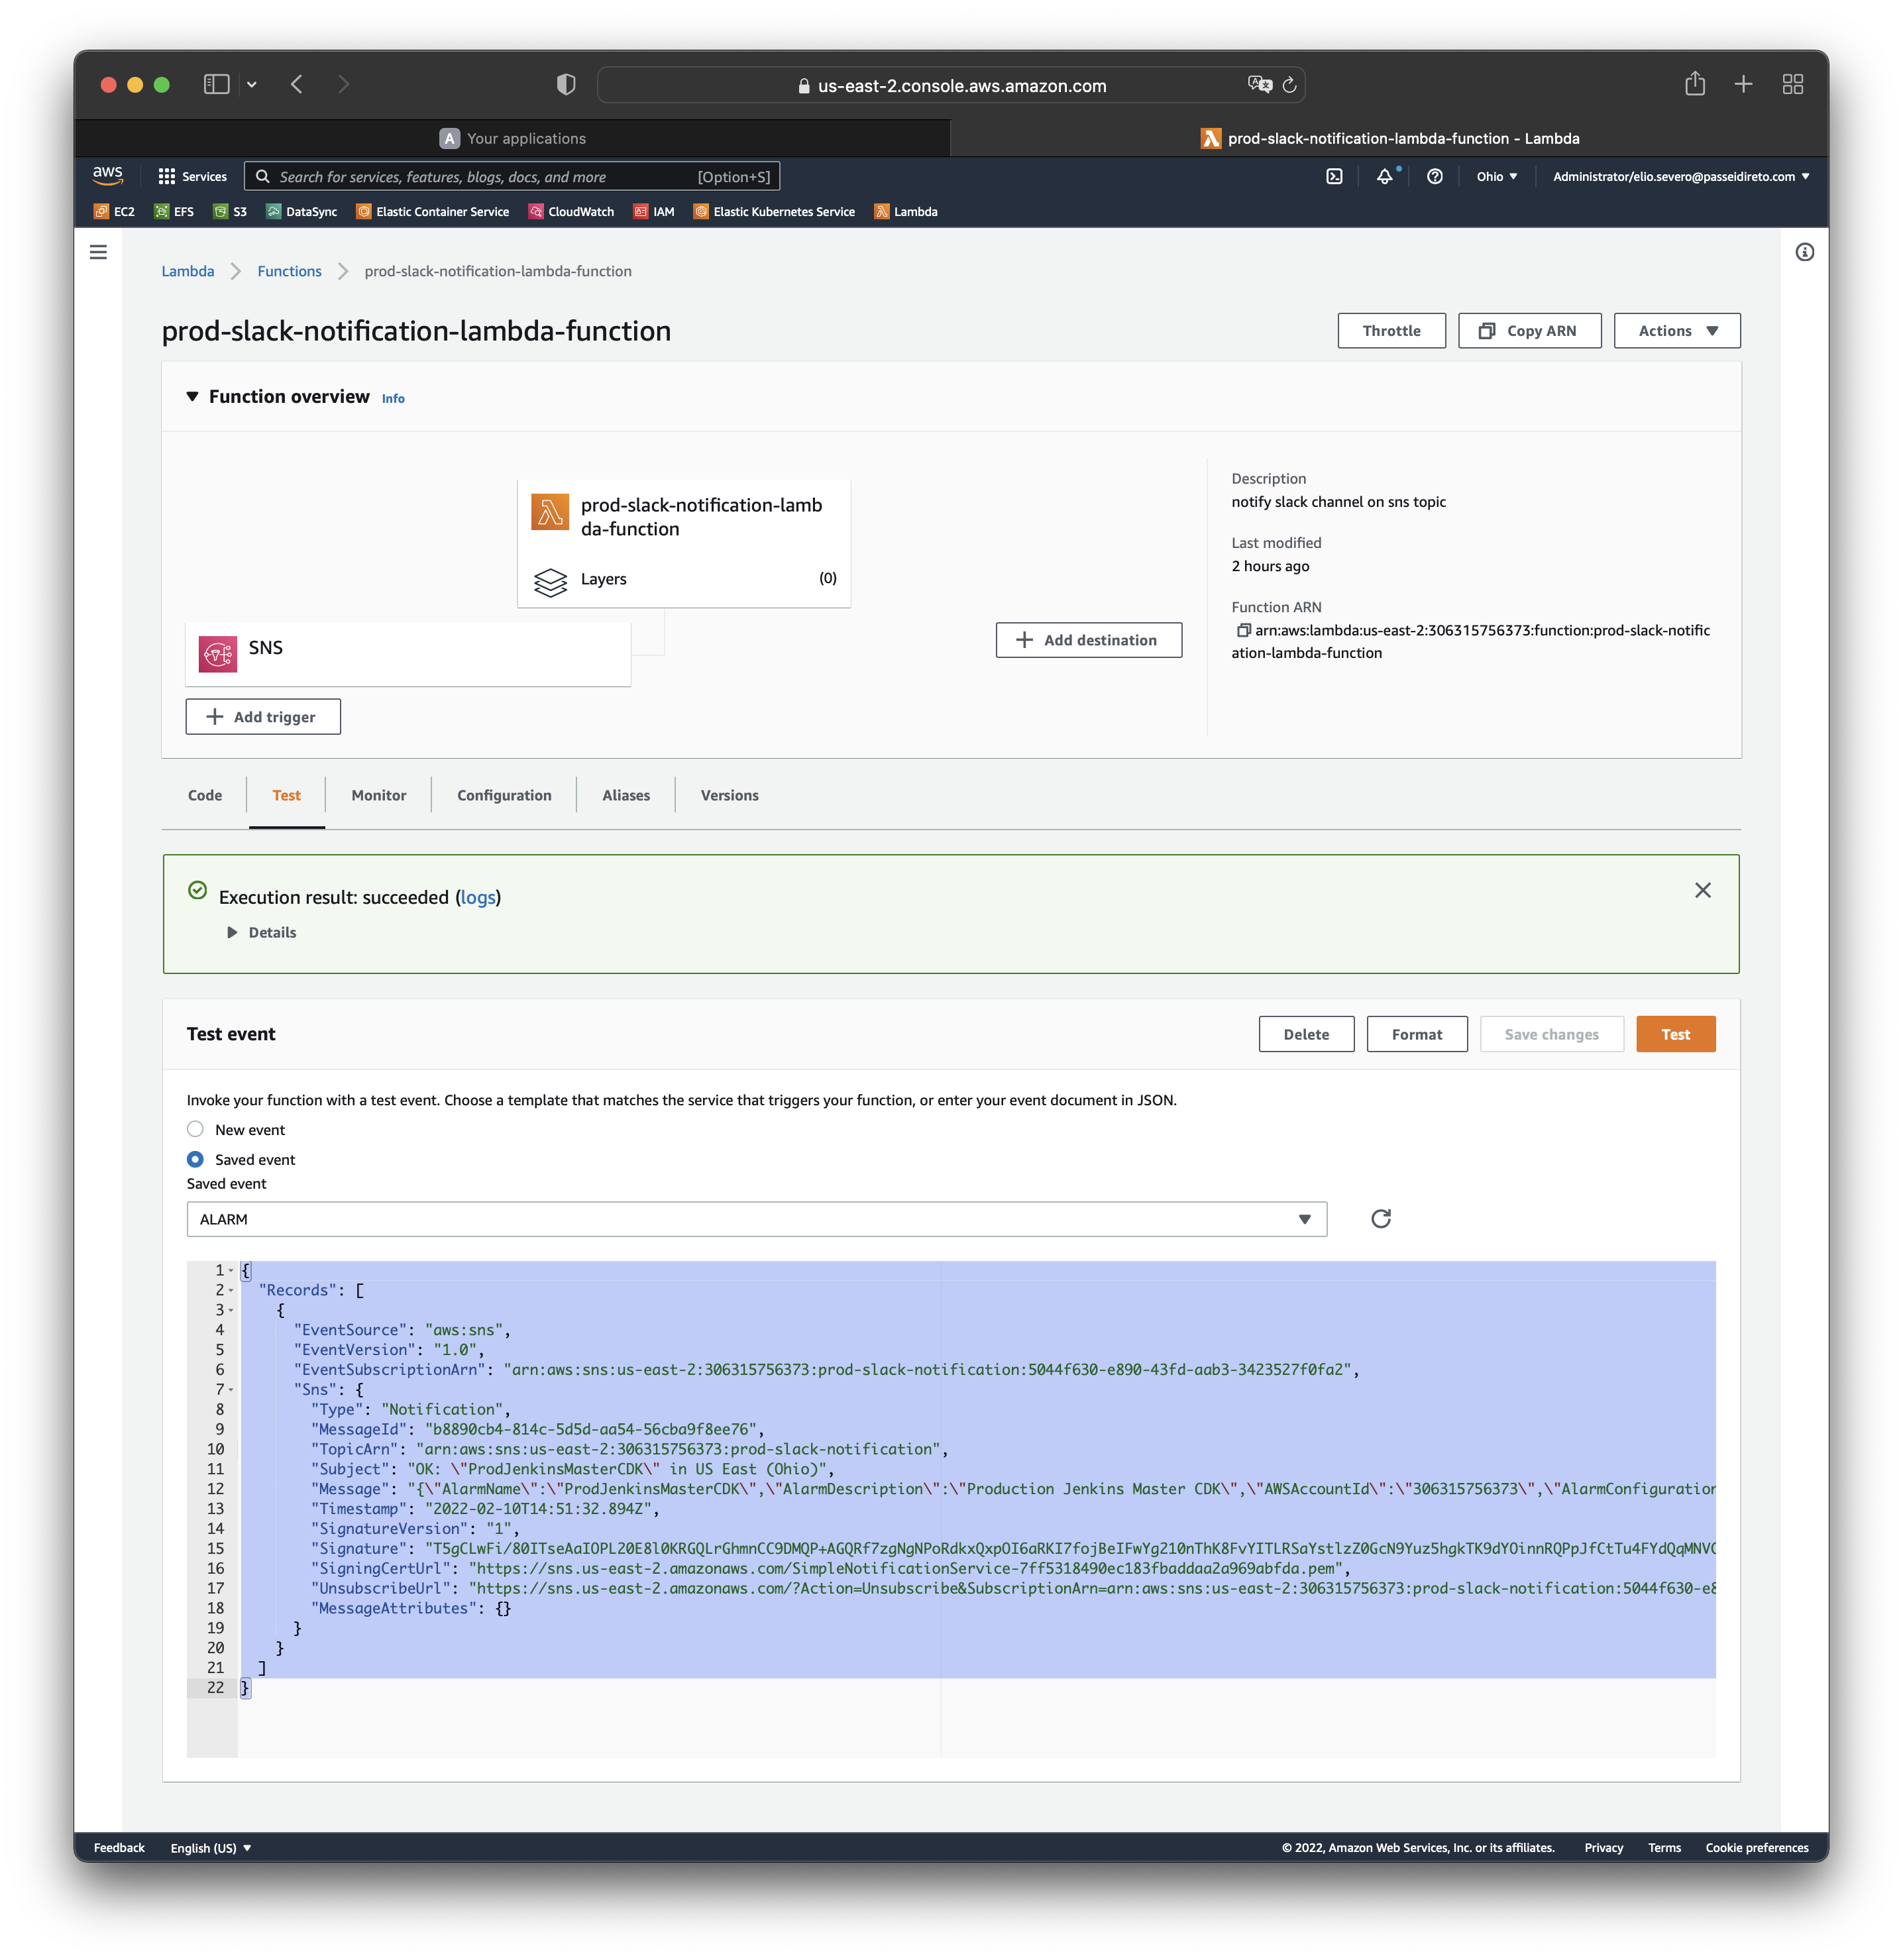 us-east-2.console.aws.amazon.com
A Your applications
prod-slack-notification-lambda-function - Lambda
aws
Services
Search for services, features, blogs, docs, and more [Option+S]
Ohio ▼
Administrator/elio.severo@passeidireto.com ▼
EC2 EFS S3 DataSync Elastic Container Service CloudWatch IAM Elastic Kubernetes Service Lambda
Lambda > Functions > prod-slack-notification-lambda-function
prod-slack-notification-lambda-function
Throttle
Copy ARN
Actions ▼
Function overview Info
prod-slack-notification-lamb
da-function
Layers (0)
SNS
+ Add trigger
+ Add destination
Description
notify slack channel on sns topic
Last modified
2 hours ago
Function ARN
arn:aws:lambda:us-east-2:306315756373:function:prod-slack-notific
ation-lambda-function
Code Test Monitor Configuration Aliases Versions
Execution result: succeeded (logs)
Details
Test event
Delete
Format
Save changes
Test
Invoke your function with a test event. Choose a template that matches the service that triggers your function, or enter your event document in JSON.
New event
Saved event
Saved event
ALARM
1 {
2 "Records": [
3 {
4 "EventSource": "aws:sns",
5 "EventVersion": "1.0",
6 "EventSubscriptionArn": "arn:aws:sns:us-east-2:306315756373:prod-slack-notification:5044f630-e890-43fd-aab3-3423527f0fa2",
7 "Sns": {
8 "Type": "Notification",
9 "MessageId": "b8890cb4-814c-5d5d-aa54-56cba9f8ee76",
10 "TopicArn": "arn:aws:sns:us-east-2:306315756373:prod-slack-notification",
11 "Subject": "OK: \"ProdJenkinsMasterCDK\" in US East (Ohio)",
12 "Message": "{\"AlarmName\":\"ProdJenkinsMasterCDK\",\"AlarmDescription\":\"Production Jenkins Master CDK\",\"AWSAccountId\":\"306315756373\",\"AlarmConfiguration
13 "Timestamp": "2022-02-10T14:51:32.894Z",
14 "SignatureVersion": "1",
15 "Signature": "T5gCLwFi/80ITseAaIOPL20E8l0KRGQLrGhmnCC9DMQP+AGQRf7zgNgNPoRdkxQxpOI6aRKI7fojBeIFwYg210nThK8FvYITLRSaYstlzZ0GcN9Yuz5hgkTK9dYOinnRQPpJfCtTu4FYdQqMNVC
16 "SigningCertUrl": "https://sns.us-east-2.amazonaws.com/SimpleNotificationService-7ff5318490ec183fbaddaa2a969abfda.pem",
17 "UnsubscribeUrl": "https://sns.us-east-2.amazonaws.com/?Action=Unsubscribe&SubscriptionArn=arn:aws:sns:us-east-2:306315756373:prod-slack-notification:5044f630-e8
18 "MessageAttributes": {}
19 }
20 }
21 ]
22 }
Feedback English (US) ▼
© 2022, Amazon Web Services, Inc. or its affiliates. Privacy Terms Cookie preferences